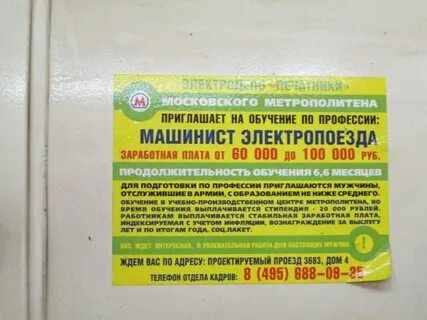 ЭЛЕКТРОДЕПО "ПЕЧАТНИКИ"
МОСКОВСКОГО МЕТРОПОЛИТЕНА
М
ПРИГЛАШАЕТ НА ОБУЧЕНИЕ ПО ПРОФЕССИИ:
МАШИНИСТ ЭЛЕКТРОПОЕЗДА
ЗАРАБОТНАЯ ПЛАТА ОТ 60 000 ДО 100 000 РУБ.
ПРОДОЛЖИТЕЛЬНОСТЬ ОБУЧЕНИЯ 6,6 МЕСЯЦЕВ
ДЛЯ ПОДГОТОВКИ ПО ПРОФЕССИИ ПРИГЛАШАЮТСЯ МУЖЧИНЫ,
ОТСЛУЖИВШИЕ В АРМИИ, С ОБРАЗОВАНИЕМ НЕ НИЖЕ СРЕДНЕГО.
ОБУЧЕНИЕ В УЧЕБНО-ПРОИЗВОДСТВЕННОМ ЦЕНТРЕ МЕТРОПОЛИТЕНА, ВО
ВРЕМЯ ОБУЧЕНИЯ ВЫПЛАЧИВАЕТСЯ СТИПЕНДИЯ - 20 000 РУБЛЕЙ.
РАБОТНИКАМ ВЫПЛАЧИВАЕТСЯ СТАБИЛЬНАЯ ЗАРАБОТНАЯ ПЛАТА,
ИНДЕКСИРУЕМАЯ С УЧЕТОМ ИНФЛЯЦИИ, ВОЗНАГРАЖДЕНИЕ ЗА ВЫСЛУГУ
ЛЕТ И ПО ИТОГАМ ГОДА, СОЦ.ПАКЕТ.
ВАС ЖДЕТ ИНТЕРЕСНАЯ, И УВЛЕКАТЕЛЬНАЯ РАБОТА ДЛЯ НАСТОЯЩИХ МУЖЧИН !
ЖДЕМ ВАС ПО АДРЕСУ: ПРОЕКТИРУЕМЫЙ ПРОЕЗД 3683, ДОМ 4
ТЕЛЕФОН ОТДЕЛА КАДРОВ: 8 (495) 688-09-85